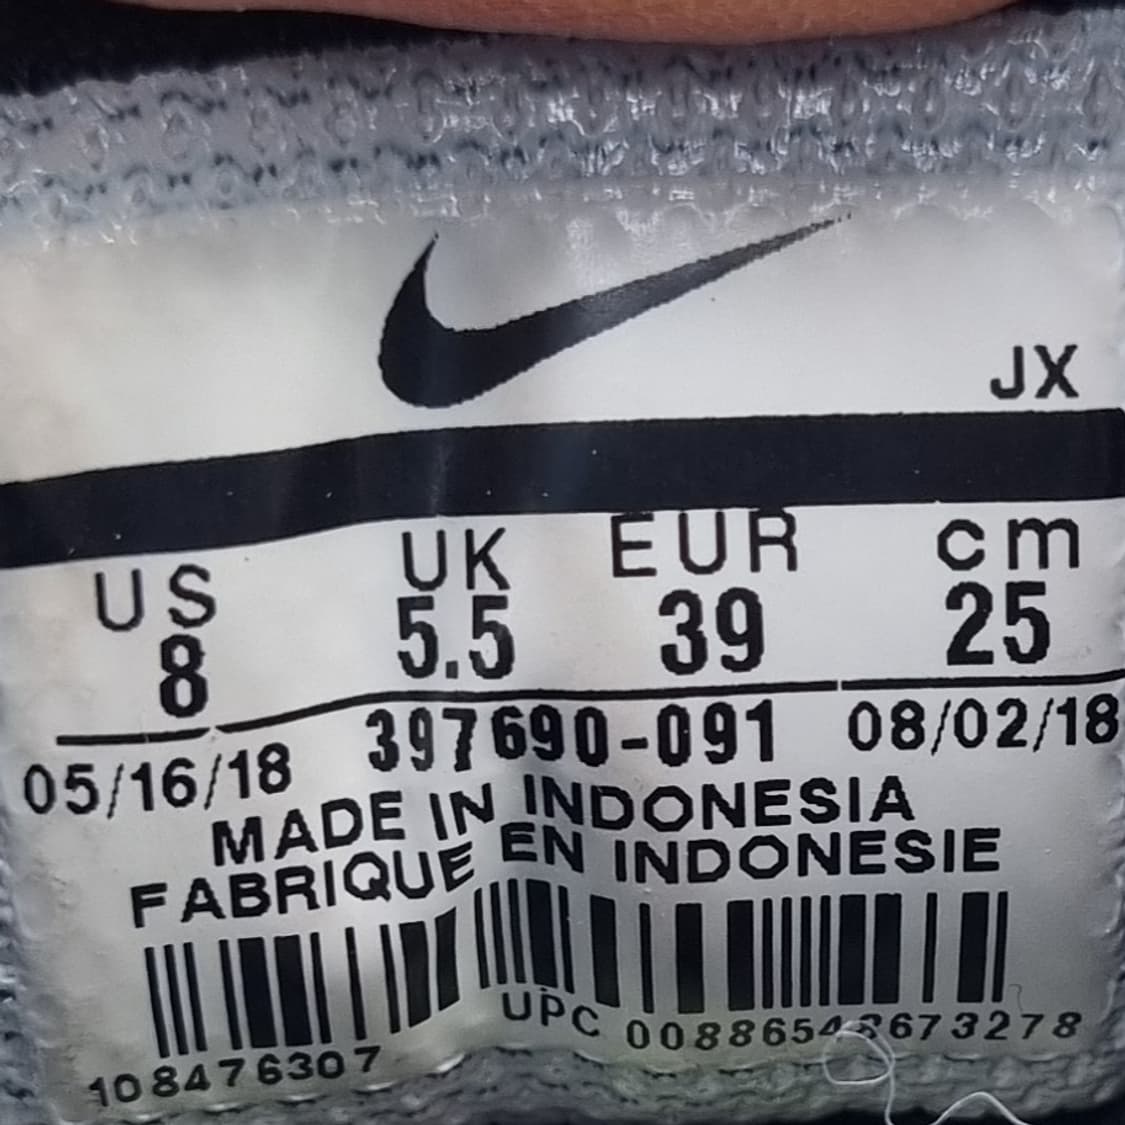 JX
US UK EUR cm
8 5.5 39 25
05/16/18 397690-091 08/02/18
MADE IN INDONESIA
FABRIQUE EN INDONESIE
UPC
108476307